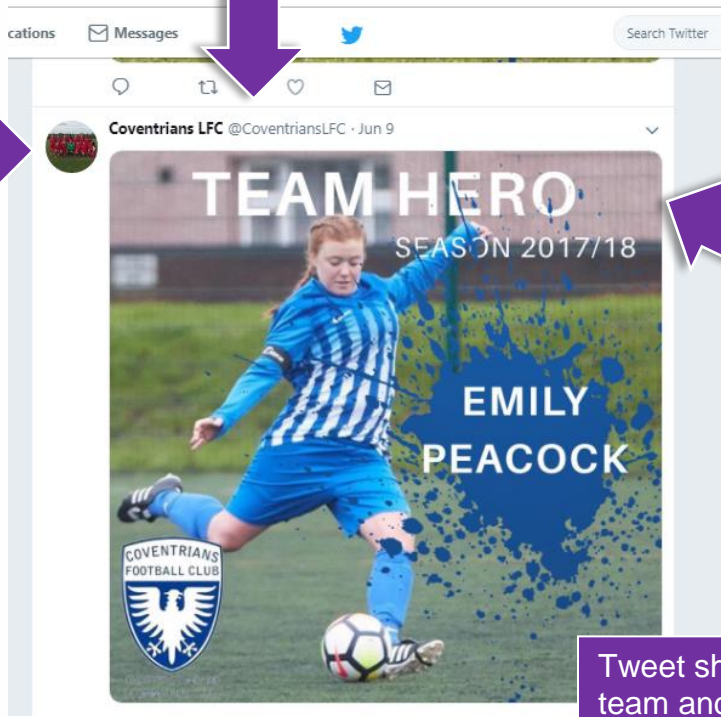 cations Messages Search Twitter
Coventrians LFC @CoventriansLFC · Jun 9
TEAM HERO
SEASON 2017/18
EMILY
PEACOCK
COVENTRIANS
FOOTBALL CLUB
Tweet sh
team and